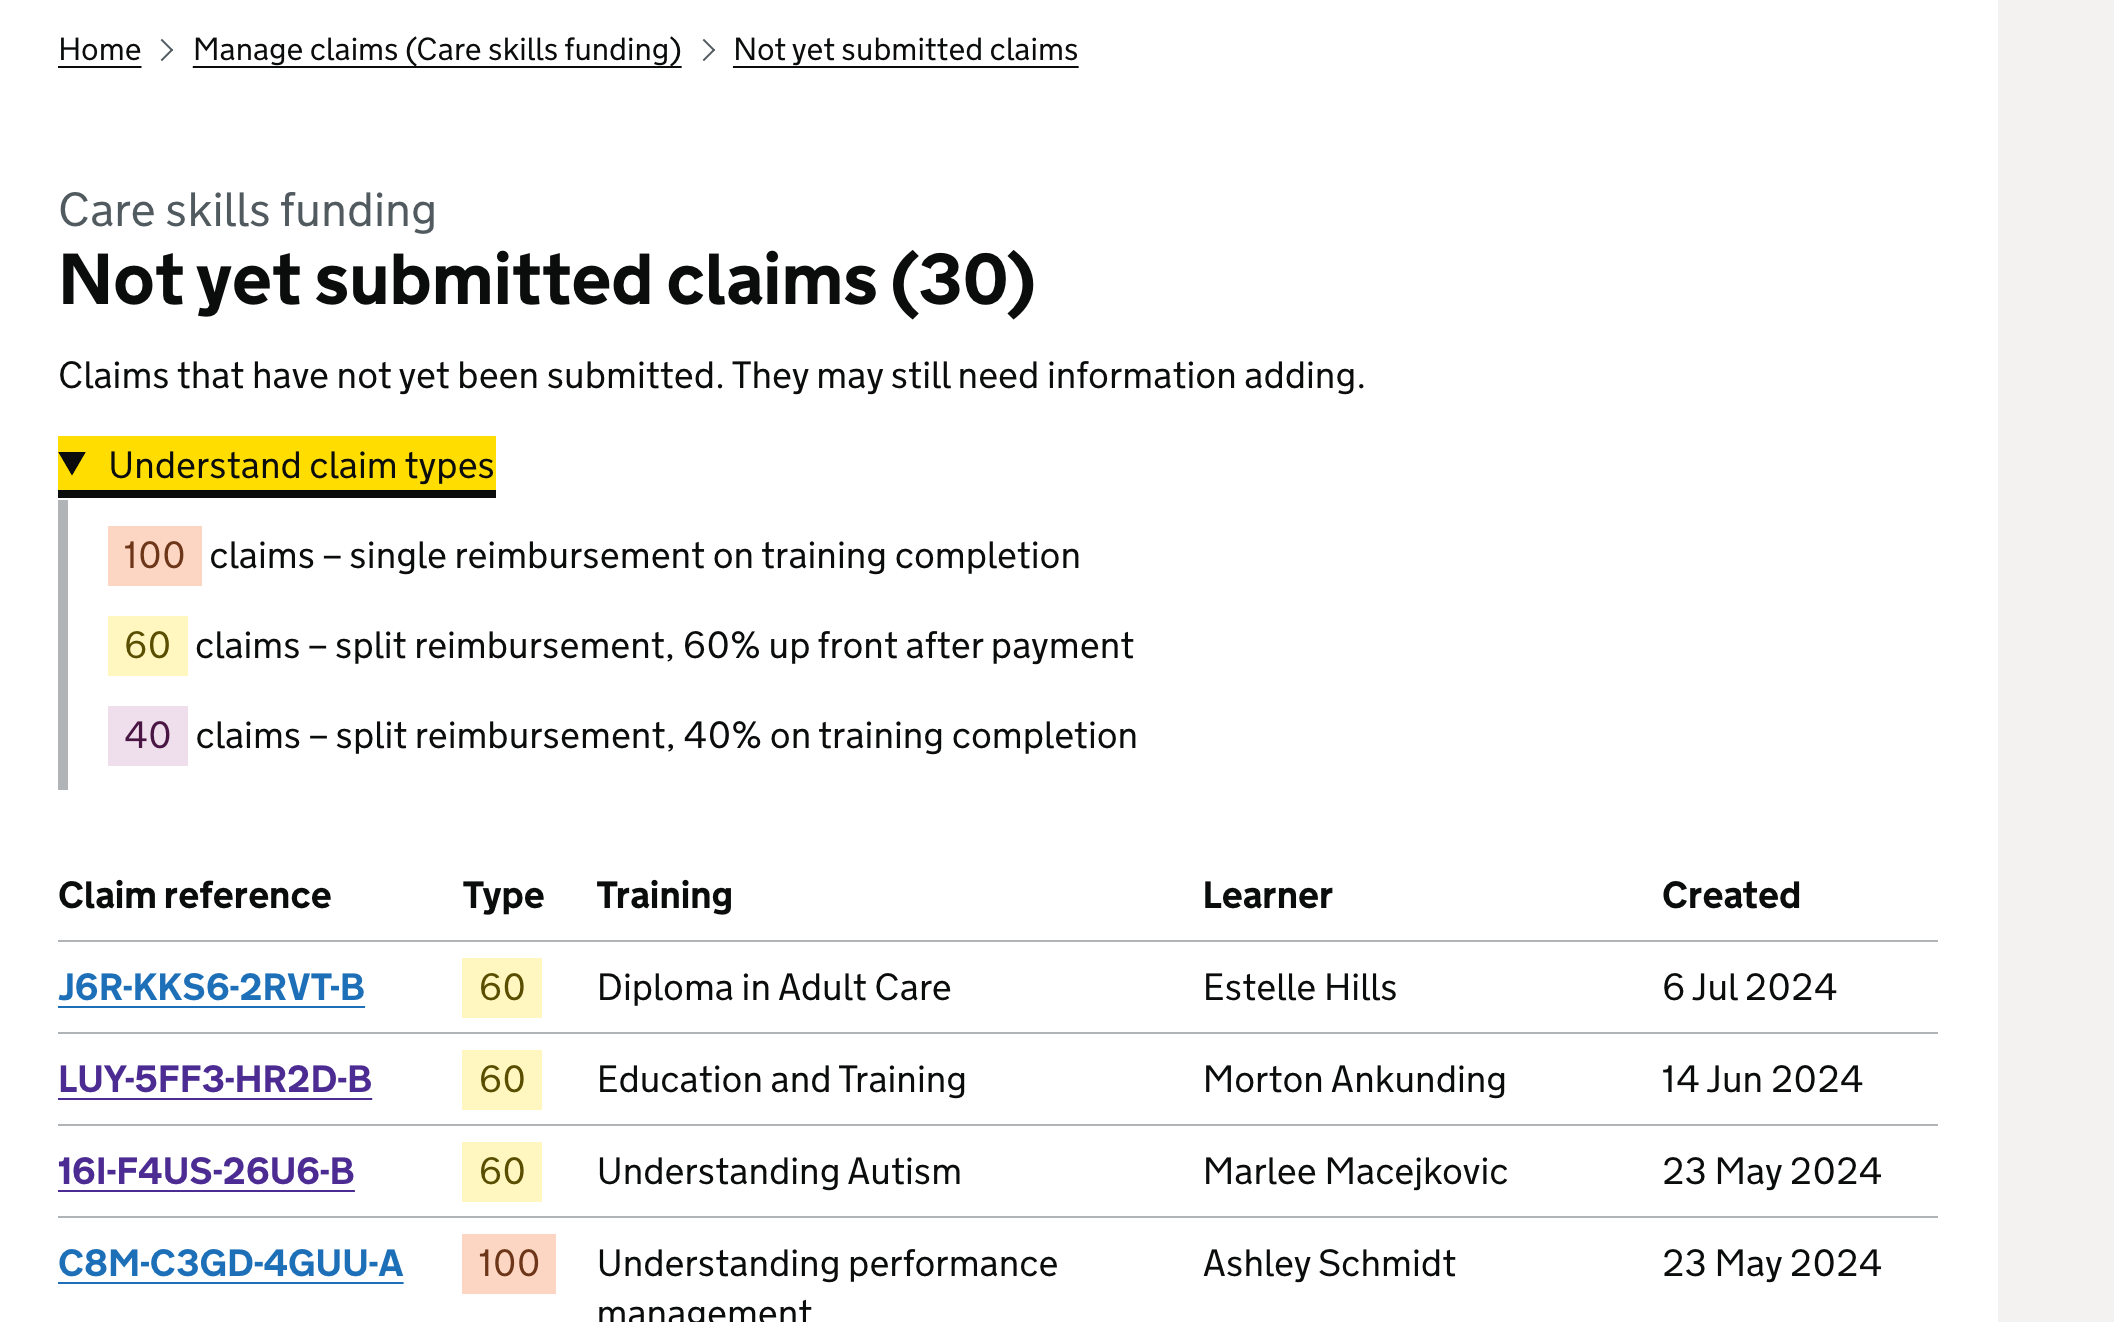 Home > Manage claims (Care skills funding) > Not yet submitted claims
Care skills funding
Not yet submitted claims (30)
Claims that have not yet been submitted. They may still need information adding.
▼ Understand claim types
100 claims – single reimbursement on training completion
60 claims – split reimbursement, 60% up front after payment
40 claims – split reimbursement, 40% on training completion
Claim reference Type Training Learner Created
J6R-KKS6-2RVT-B 60 Diploma in Adult Care Estelle Hills 6 Jul 2024
LUY-5FF3-HR2D-B 60 Education and Training Morton Ankunding 14 Jun 2024
16I-F4US-26U6-B 60 Understanding Autism Marlee Macejkovic 23 May 2024
C8M-C3GD-4GUU-A 100 Understanding performance Ashley Schmidt 23 May 2024
management